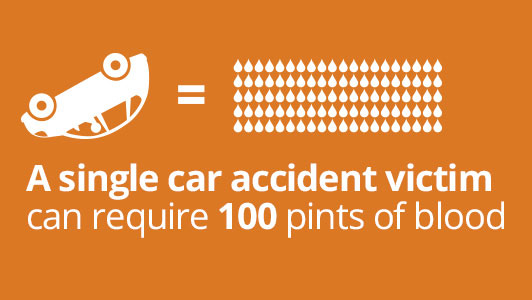 =
A single car accident victim
can require 100 pints of blood